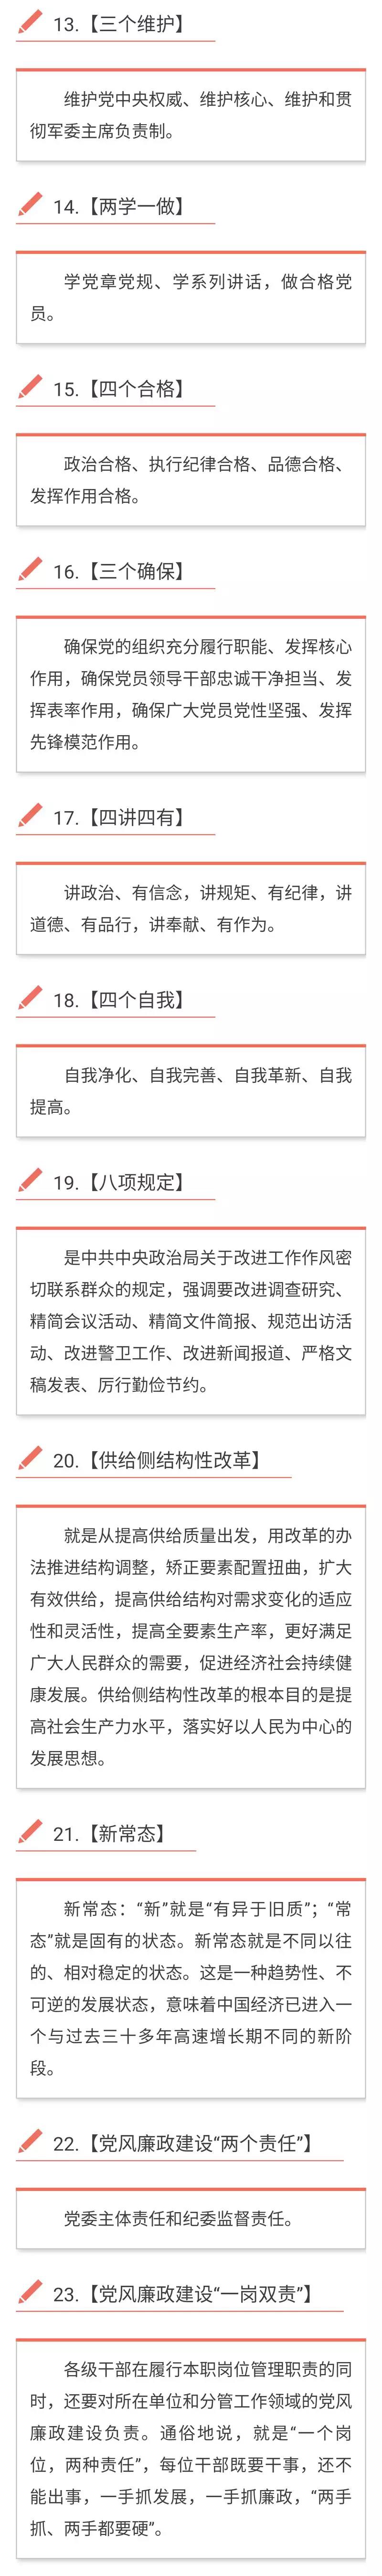 13.【三个维护】
维护党中央权威、维护核心、维护和贯
彻军委主席负责制。
14.【两学一做】
学党章党规、学系列讲话，做合格党
员。
15.【四个合格】
政治合格、执行纪律合格、品德合格、
发挥作用合格。
16.【三个确保】
确保党的组织充分履行职能、发挥核心
作用，确保党员领导干部忠诚干净担当、发
挥表率作用，确保广大党员党性坚强、发挥
先锋模范作用。
17.【四讲四有】
讲政治、有信念，讲规矩、有纪律，讲
道德、有品行，讲奉献、有作为。
18.【四个自我】
自我净化、自我完善、自我革新、自我
提高。
19.【八项规定】
是中共中央政治局关于改进工作作风密
切联系群众的规定，强调要改进调查研究、
精简会议活动、精简文件简报、规范出访活
动、改进警卫工作、改进新闻报道、严格文
稿发表、厉行勤俭节约。
20.【供给侧结构性改革】
就是从提高供给质量出发，用改革的办
法推进结构调整，矫正要素配置扭曲，扩大
有效供给，提高供给结构对需求变化的适应
性和灵活性，提高全要素生产率，更好满足
广大人民群众的需要，促进经济社会持续健
康发展。供给侧结构性改革的根本目的是提
高社会生产力水平，落实好以人民为中心的
发展思想。
21.【新常态】
新常态：“新”就是“有异于旧质”；“常
态”就是固有的状态。新常态就是不同以往
的、相对稳定的状态。这是一种趋势性、不
可逆的发展状态，意味着中国经济已进入一
个与过去三十多年高速增长期不同的新阶
段。
22.【党风廉政建设“两个责任”】
党委主体责任和纪委监督责任。
23.【党风廉政建设“一岗双责”】
各级干部在履行本职岗位管理职责的同
时，还要对所在单位和分管工作领域的党风
廉政建设负责。通俗地说，就是“一个岗
位，两种责任”，每位干部既要干事，还不
能出事，一手抓发展，一手抓廉政，“两手
抓、两手都要硬”。